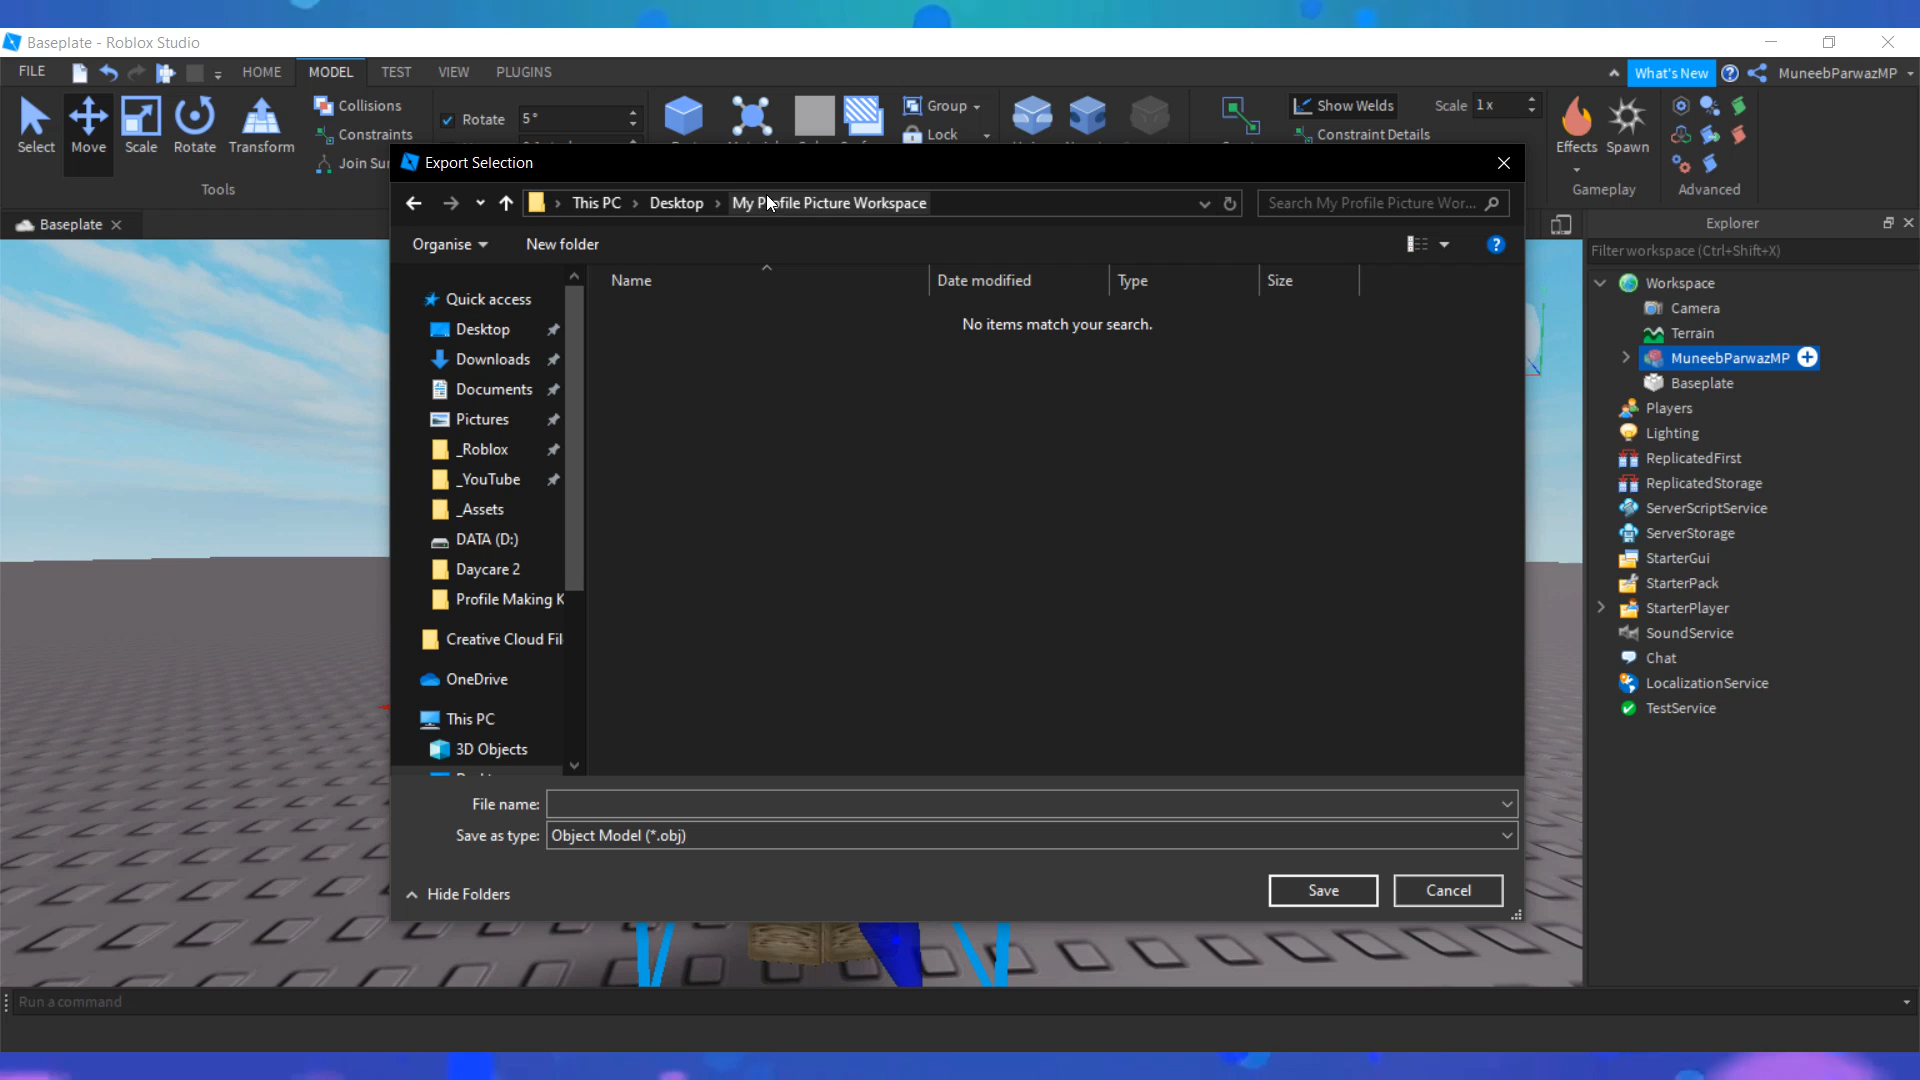 Baseplate - Roblox Studio
FILE HOME MODEL TEST VIEW PLUGINS What's New MuneebParwazMP
Select Move Scale Rotate Transform
Tools
Collisions
Constraints
Join Sur
Rotate 5°
Group
Lock
Show Welds
Constraint Details
Scale 1x
Effects Spawn
Gameplay
Advanced
Export Selection
This PC Desktop My Profile Picture Workspace Search My Profile Picture Wor...
Organise New folder
Name Date modified Type Size
No items match your search.
Quick access
Desktop
Downloads
Documents
Pictures
_Roblox
_YouTube
_Assets
DATA (D:)
Daycare 2
Profile Making K
Creative Cloud Fil
OneDrive
This PC
3D Objects
File name:
Save as type: Object Model (*.obj)
Hide Folders
Save Cancel
Baseplate
Explorer
Filter workspace (Ctrl+Shift+X)
Workspace
Camera
Terrain
MuneebParwazMP
Baseplate
Players
Lighting
ReplicatedFirst
ReplicatedStorage
ServerScriptService
ServerStorage
StarterGui
StarterPack
StarterPlayer
SoundService
Chat
LocalizationService
TestService
Run a command